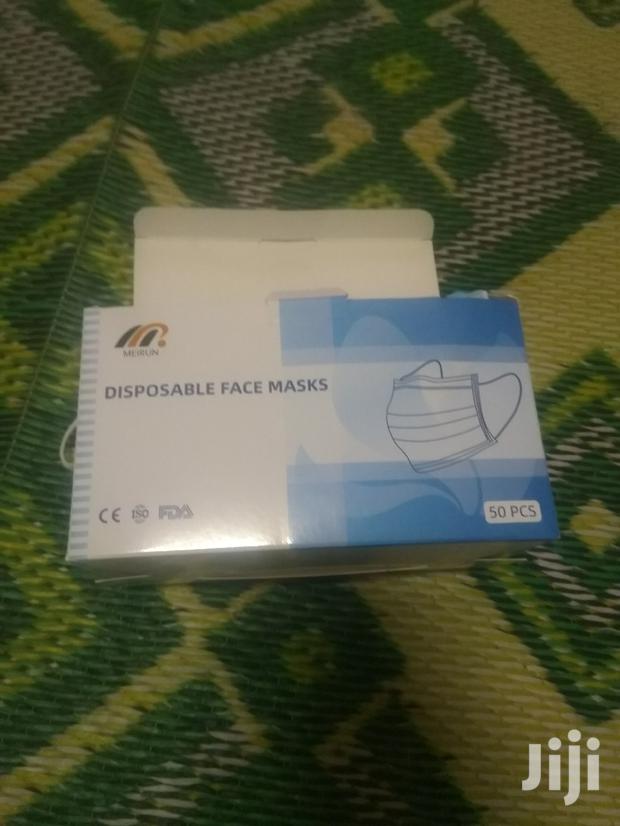 MEIRUN
DISPOSABLE FACE MASKS
CE ISO FDA
50 PCS
Jiji